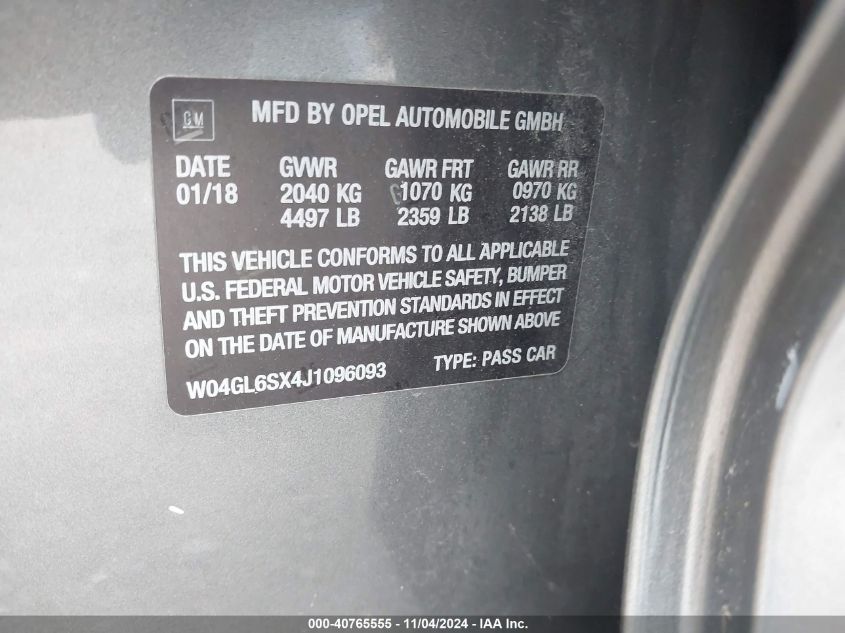 GM
MFD BY OPEL AUTOMOBILE GMBH
DATE GVWR GAWR FRT GAWR RR
01/18 2040 KG 1070 KG 0970 KG
4497 LB 2359 LB 2138 LB
THIS VEHICLE CONFORMS TO ALL APPLICABLE
U.S. FEDERAL MOTOR VEHICLE SAFETY, BUMPER
AND THEFT PREVENTION STANDARDS IN EFFECT
ON THE DATE OF MANUFACTURE SHOWN ABOVE
W04GL6SX4J1096093 TYPE: PASS CAR
000-40765555 - 11/04/2024 - IAA Inc.